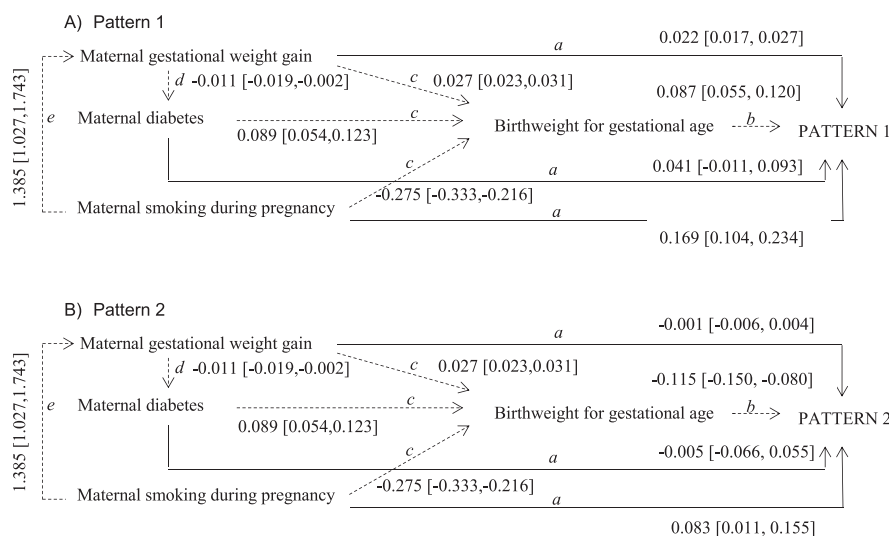 A) Pattern 1
a
0.022 [0.017, 0.027]
Maternal gestational weight gain
d -0.011 [-0.019,-0.002]
c
0.027 [0.023,0.031]
0.087 [0.055, 0.120]
1.385 [1.027,1.743]
e
Maternal diabetes
c
Birthweight for gestational age
b
PATTERN 1
0.089 [0.054,0.123]
c
a
0.041 [-0.011, 0.093]
-0.275 [-0.333,-0.216]
Maternal smoking during pregnancy
a
0.169 [0.104, 0.234]
B) Pattern 2
a
-0.001 [-0.006, 0.004]
Maternal gestational weight gain
d -0.011 [-0.019,-0.002]
c
0.027 [0.023,0.031]
-0.115 [-0.150, -0.080]
1.385 [1.027,1.743]
e
Maternal diabetes
c
Birthweight for gestational age
b
PATTERN 2
0.089 [0.054,0.123]
c
a
-0.005 [-0.066, 0.055]
-0.275 [-0.333,-0.216]
Maternal smoking during pregnancy
a
0.083 [0.011, 0.155]